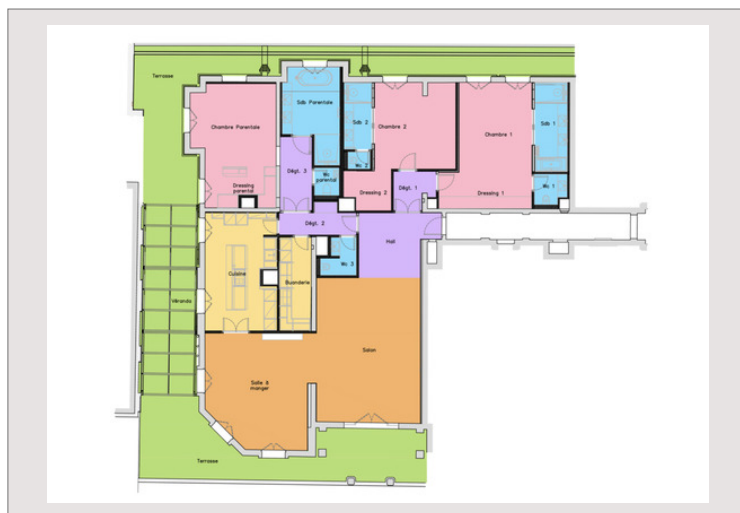 Terrasse
Sdb Parentale
Chambre Parentale
Sdb 2
Chambre 2
Chambre 1
Sdb 1
Wc 2
Dégt. 3
Wc
parental
Dégt. 1
Dressing
parental
Dressing 2
Dressing 1
Wc 1
Dégt. 2
Hall
Wc 3
Cuisine
Buanderie
Véranda
Salon
Salle à
manger
Terrasse